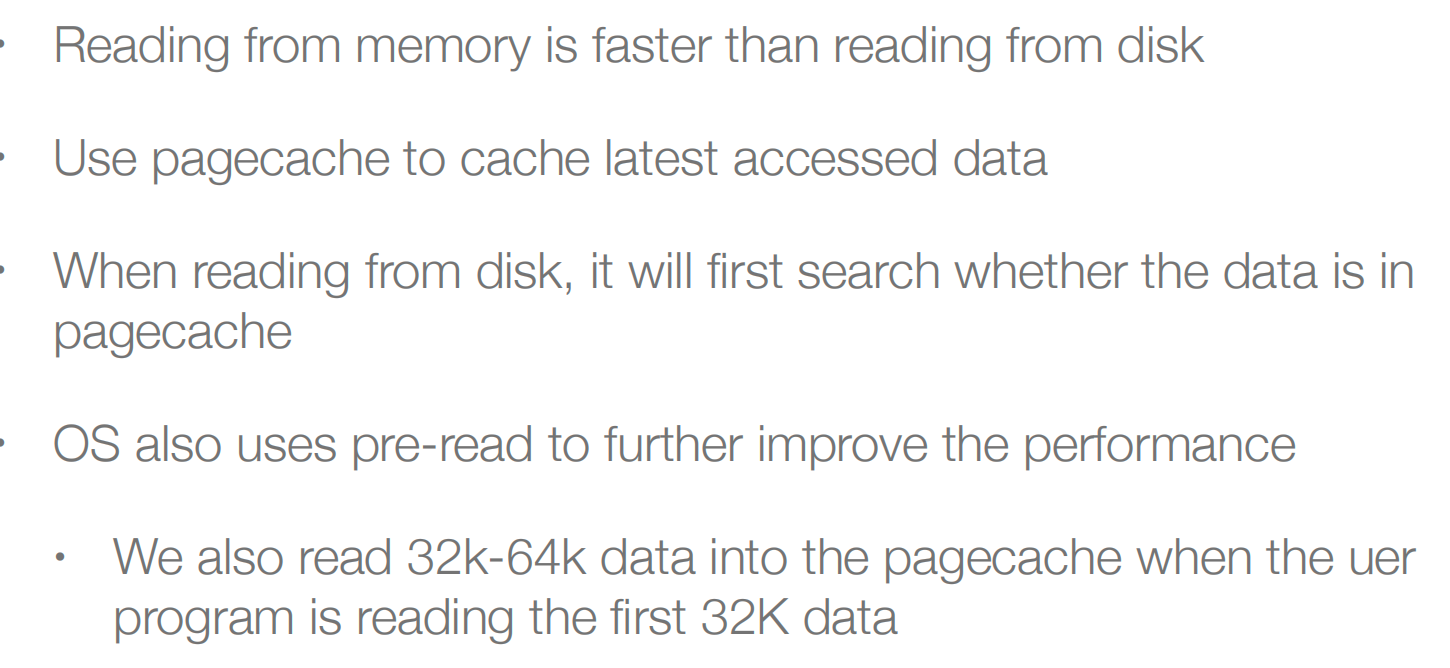 • Reading from memory is faster than reading from disk
• Use pagecache to cache latest accessed data
• When reading from disk, it will first search whether the data is in
pagecache
• OS also uses pre-read to further improve the performance
• We also read 32k-64k data into the pagecache when the uer
program is reading the first 32K data